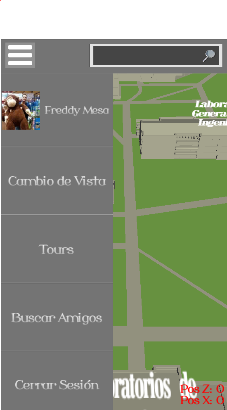 Freddy Mesa
Labora
Genera
Ingen
Cambio de Vista
Tours
Buscar Amigos
Cerrar Sesión
oratorios de
Pos Z: 0
Pos X: 0